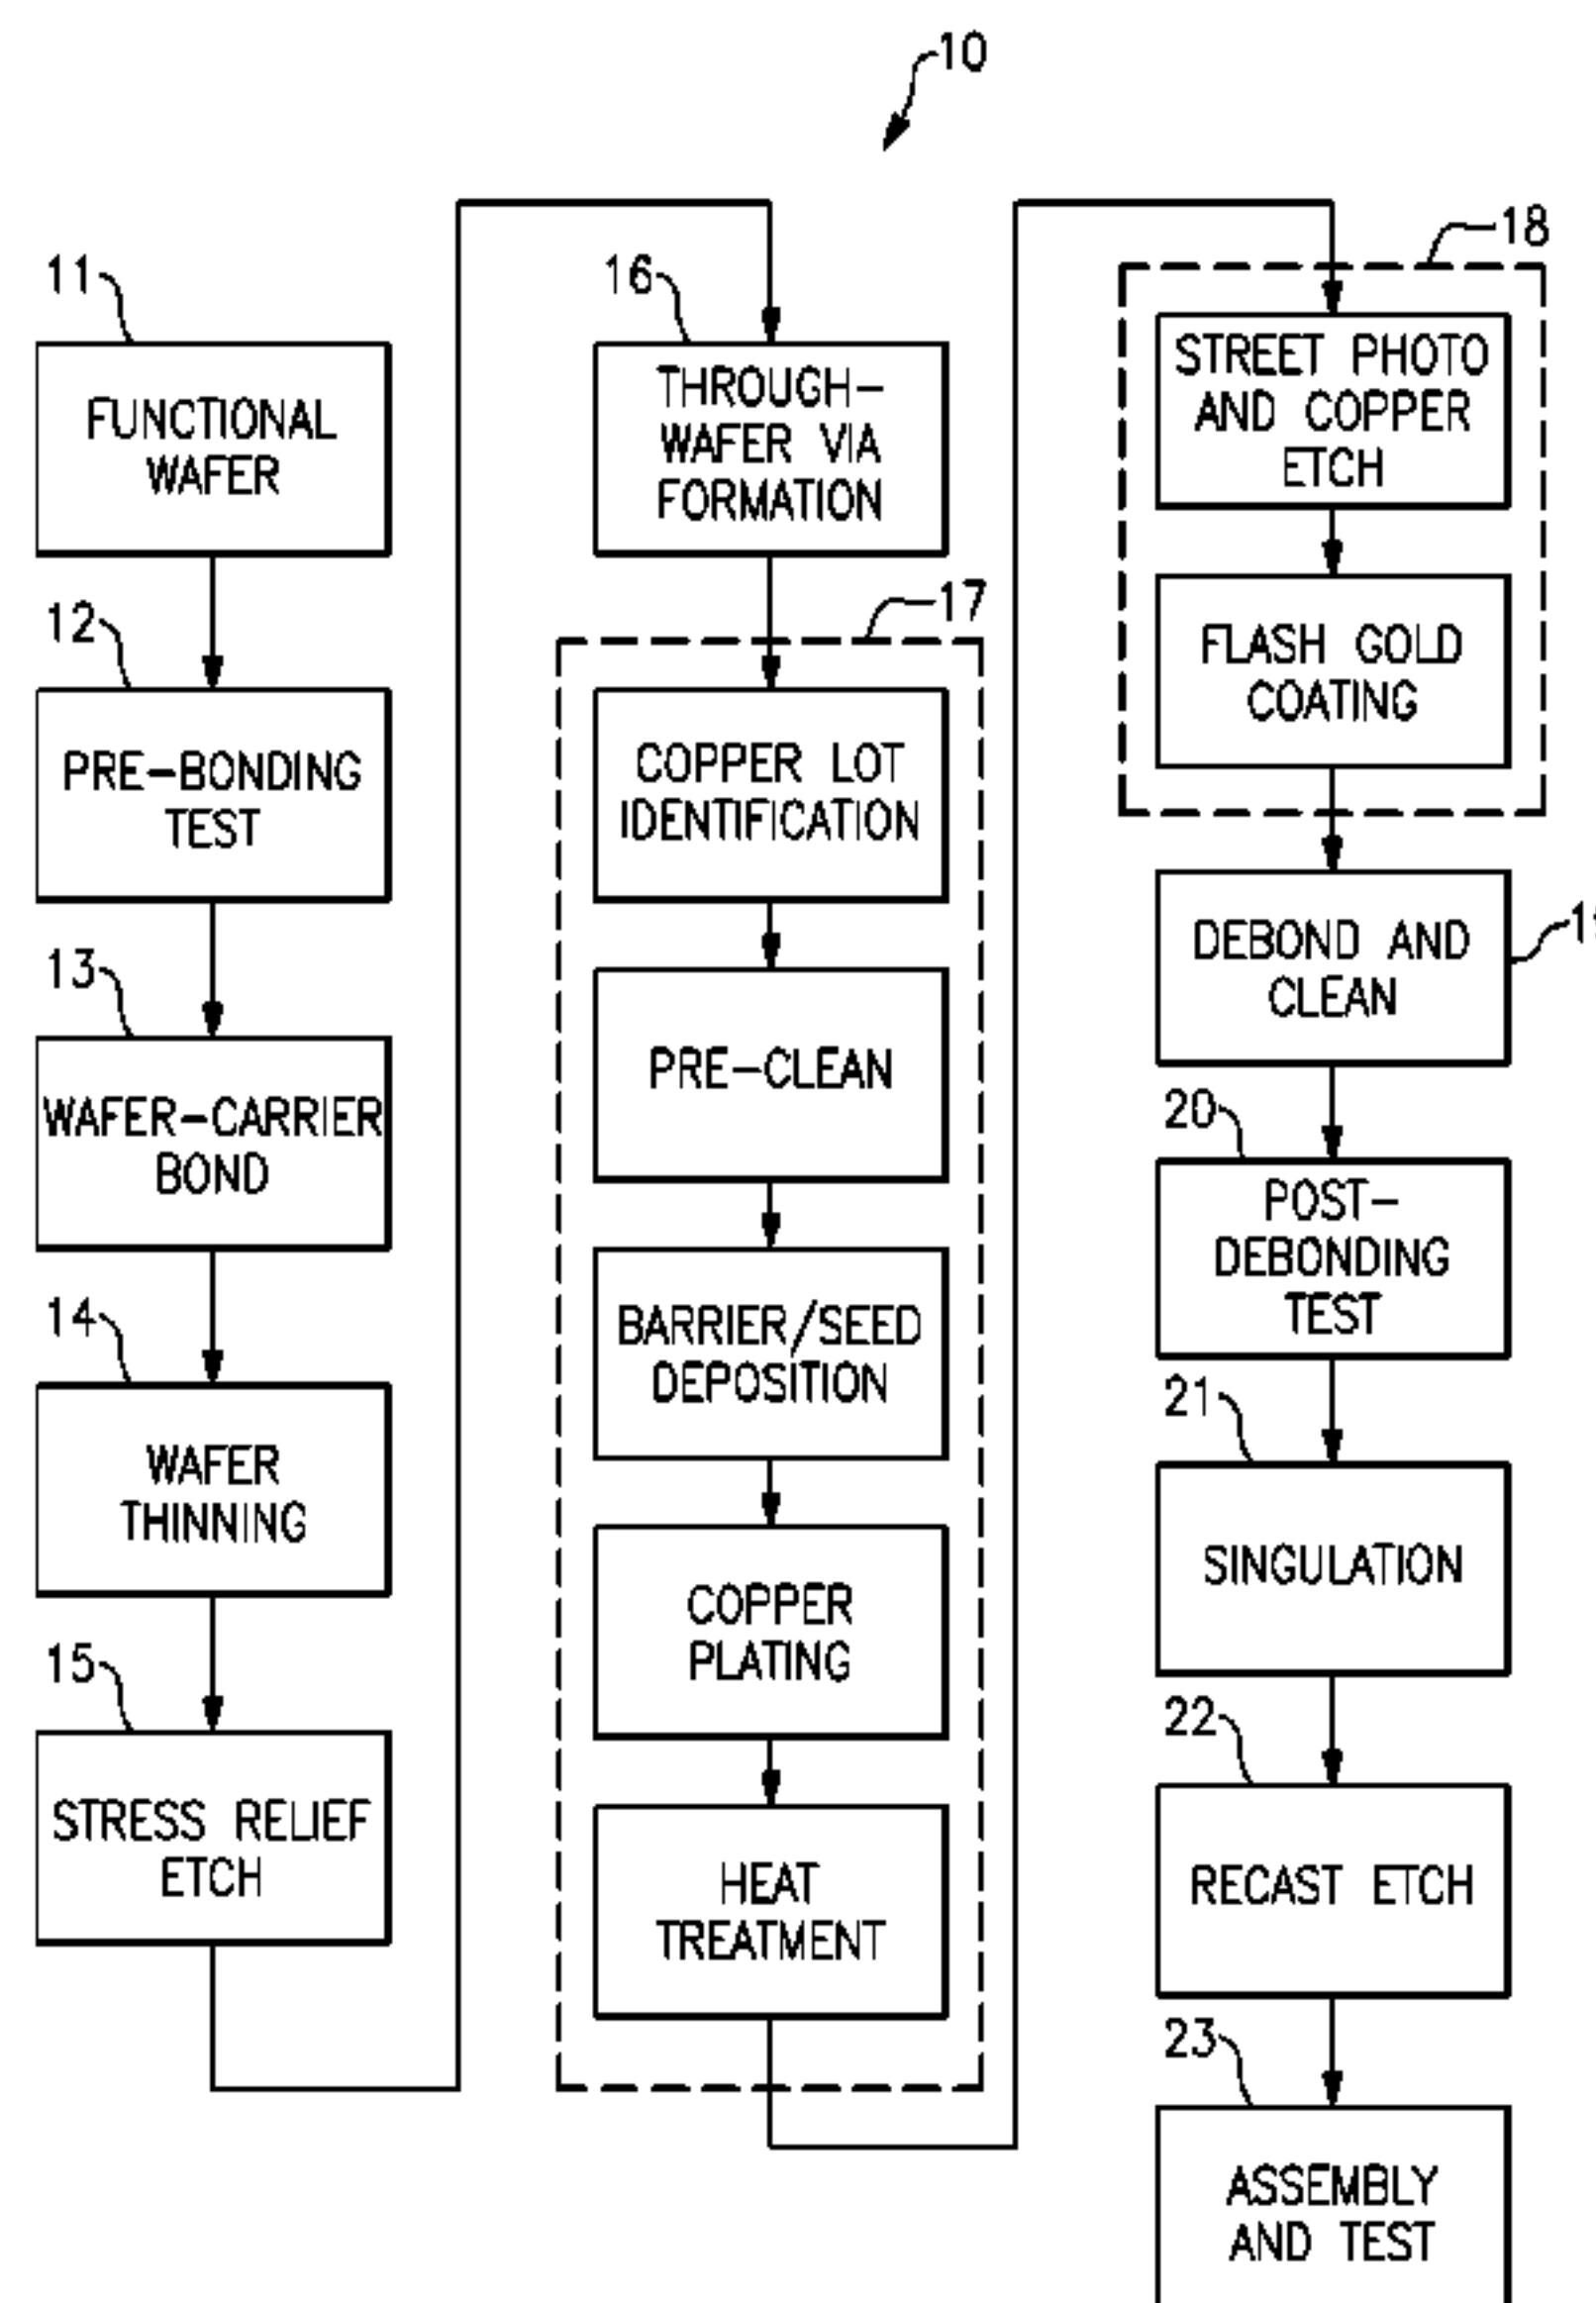 10
11
FUNCTIONAL
WAFER
12
PRE-BONDING
TEST
13
WAFER-CARRIER
BOND
14
WAFER
THINNING
15
STRESS RELIEF
ETCH
16
THROUGH-
WAFER VIA
FORMATION
17
COPPER LOT
IDENTIFICATION
PRE-CLEAN
BARRIER/SEED
DEPOSITION
COPPER
PLATING
HEAT
TREATMENT
18
STREET PHOTO
AND COPPER
ETCH
FLASH GOLD
COATING
DEBOND AND
CLEAN
20
POST-
DEBONDING
TEST
21
SINGULATION
22
RECAST ETCH
23
ASSEMBLY
AND TEST